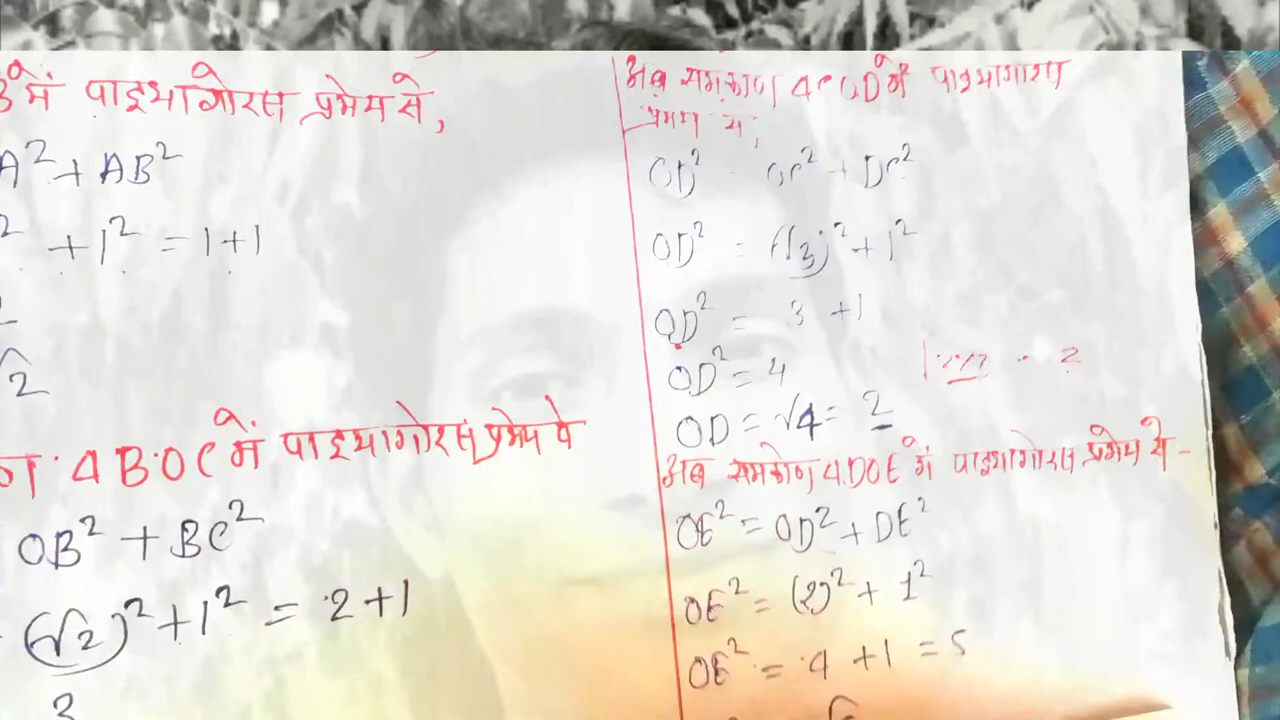 में पाइथागोरस प्रमेय से,
A² + AB²
² + 1² = 1+1
√2
ण ΔBOC में पाइथागोरस प्रमेय से
OB² + BC²
(√2)² + 1² = 2+1
3
अब समकोण ΔCOD में पाइथागोरस
प्रमेय से,
OD² = OC² + DC²
OD² = (√3)² + 1²
OD² = 3 +1
OD² = 4
OD = √4 = 2
अब समकोण ΔDOE में पाइथागोरस प्रमेय से -
OE² = OD² + DE²
OE² = (2)² + 1²
OE² = 4 +1 = 5